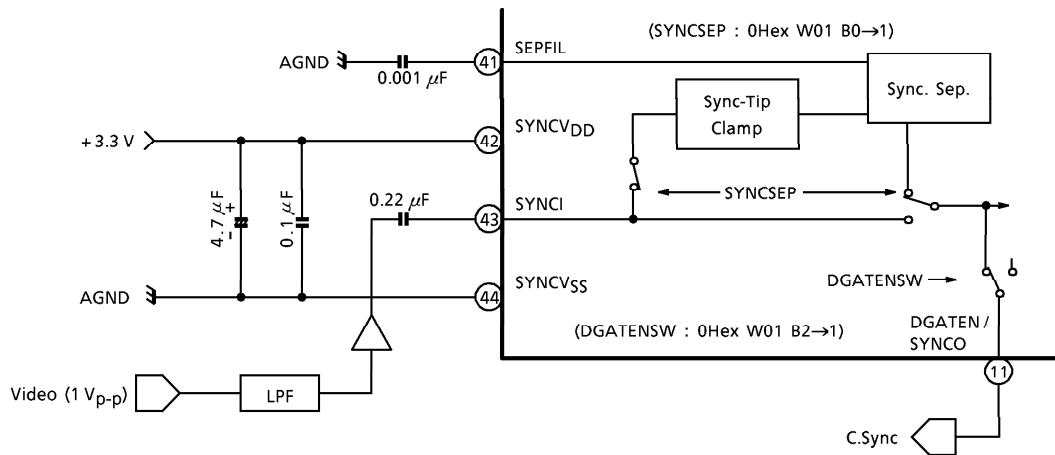 SEPFIL
(SYNCSEP : 0Hex W01 B0→1)
AGND
41
0.001 μF
Sync. Sep.
Sync-Tip
Clamp
SYNCVDD
+3.3 V
42
SYNCSEP
0.22 μF
SYNCI
4.7 μF
+
-
0.1 μF
43
SYNCVSS
DGATENSW
AGND
44
(DGATENSW : 0Hex W01 B2→1)
DGATEN /
SYNCO
11
Video (1 Vp-p)
LPF
C.Sync